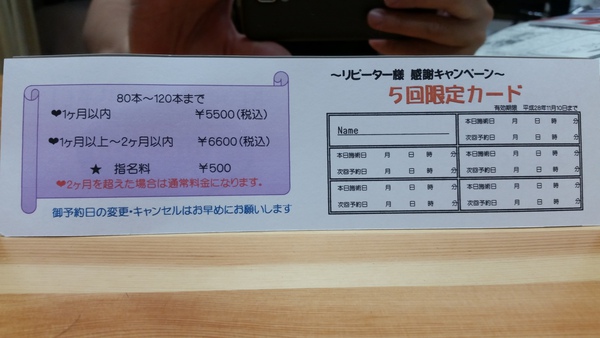 80本～120本まで
❤1ヶ月以内 ￥5500(税込)
❤1ヶ月以上～2ヶ月以内 ￥6600(税込)
★ 指名料 ￥500
❤2ヶ月を超えた場合は通常料金になります。
御予約日の変更・キャンセルはお早めにお願いします
～リピーター様 感謝キャンペーン～
５回限定カード
有効期限 平成28年11月10日まで
Name
本日施術日 月 日 時 分
次回予約日 月 日 時 分
本日施術日 月 日 時 分
次回予約日 月 日 時 分
本日施術日 月 日 時 分
次回予約日 月 日 時 分
本日施術日 月 日 時 分
次回予約日 月 日 時 分
本日施術日 月 日 時 分
次回予約日 月 日 時 分